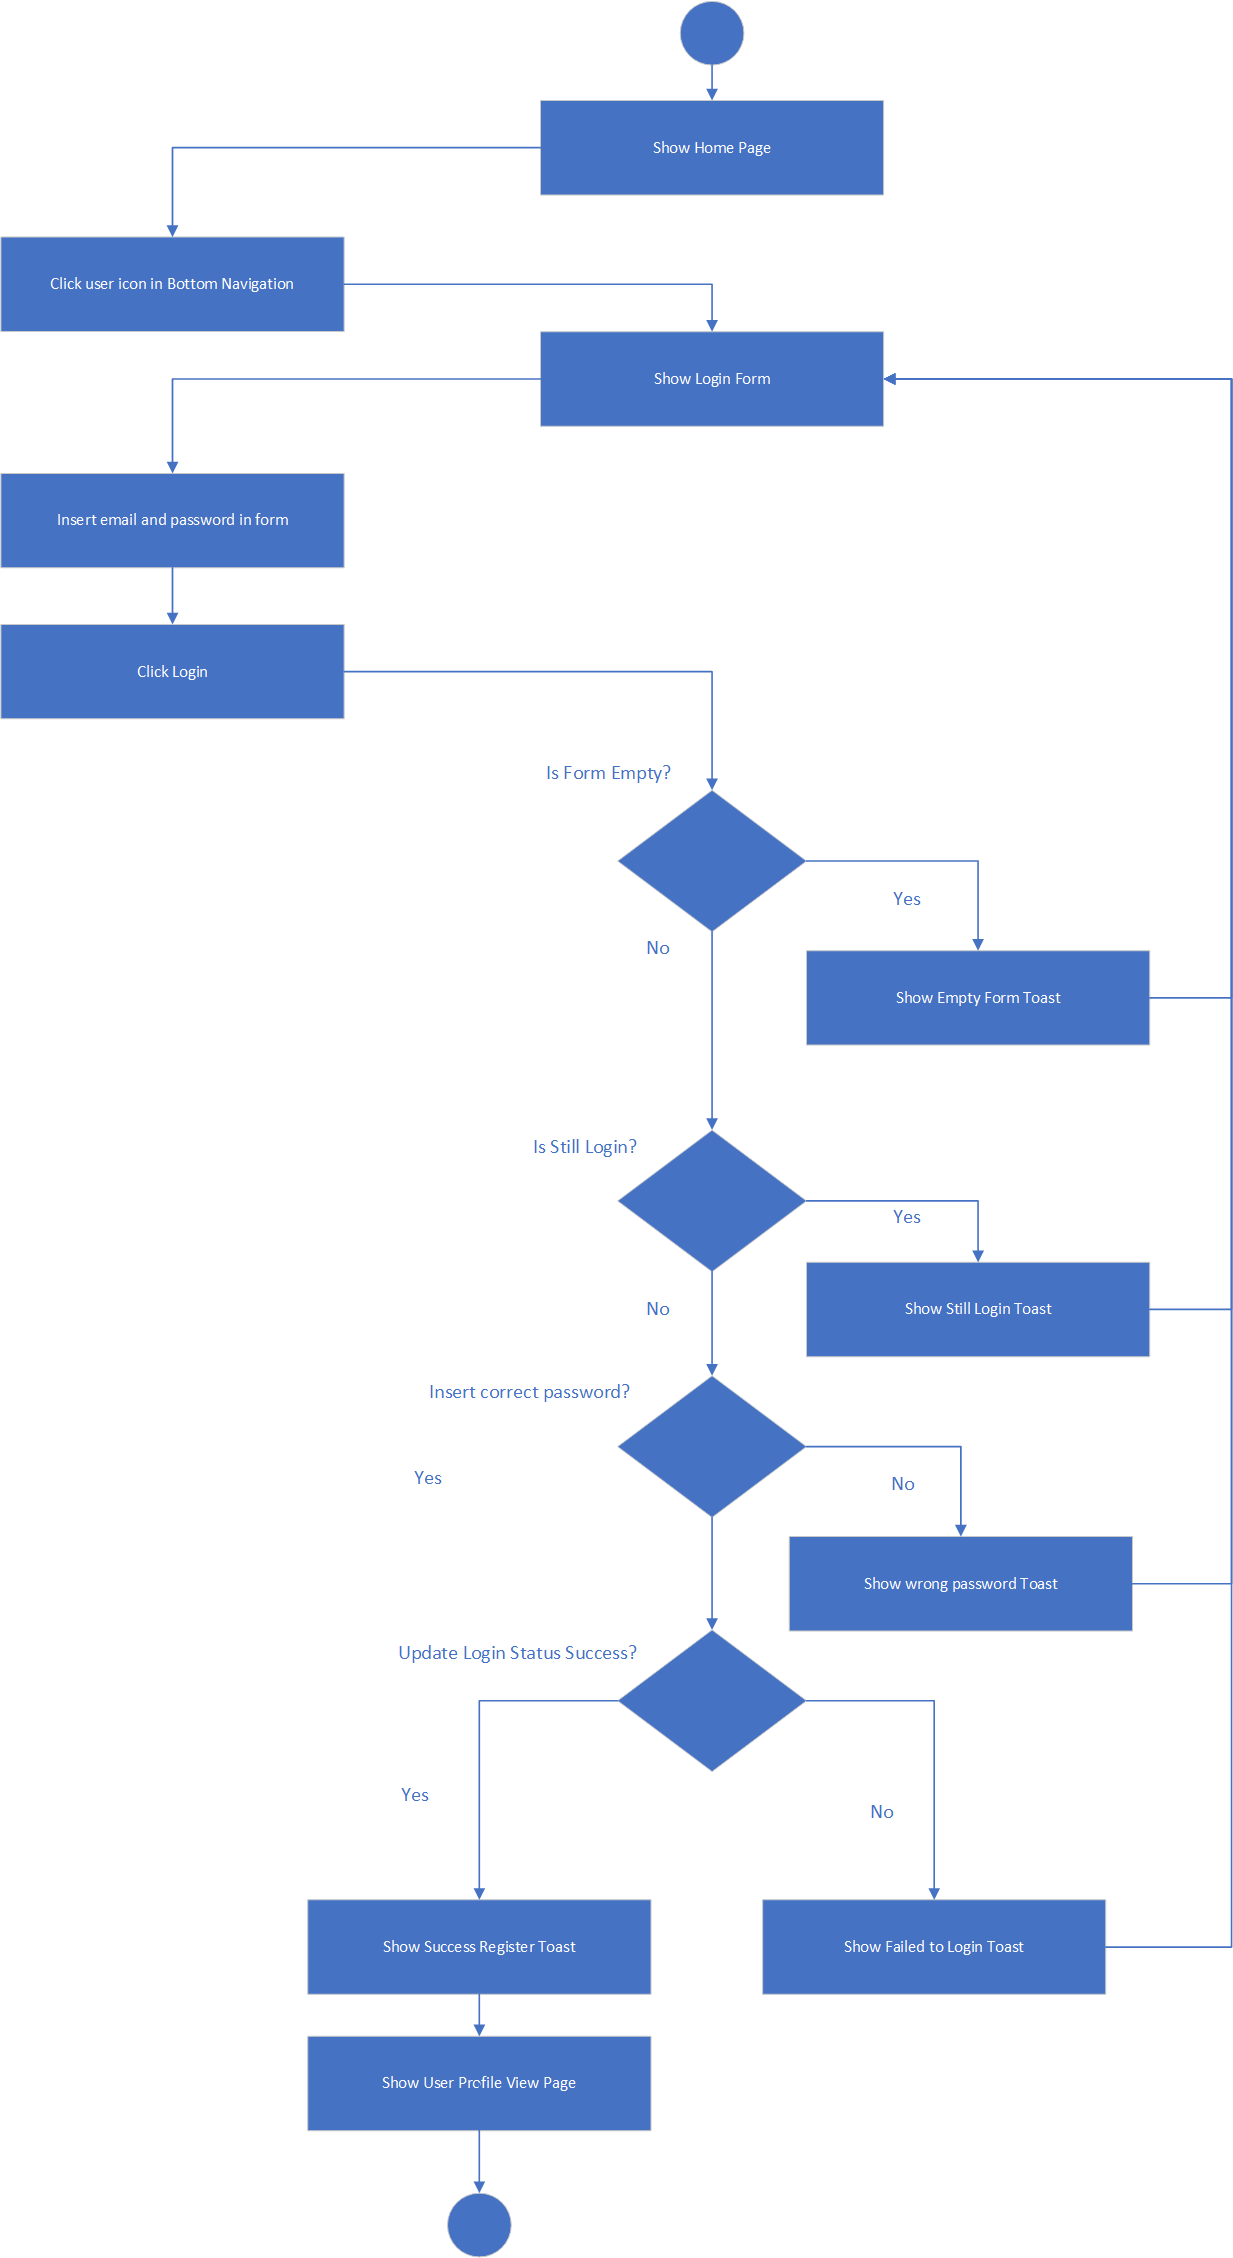 Show Home Page
Click user icon in Bottom Navigation
Show Login Form
Insert email and password in form
Click Login
Is Form Empty?
Yes
No
Show Empty Form Toast
Is Still Login?
Yes
No
Show Still Login Toast
Insert correct password?
Yes
No
Show wrong password Toast
Update Login Status Success?
Yes
No
Show Success Register Toast
Show Failed to Login Toast
Show User Profile View Page